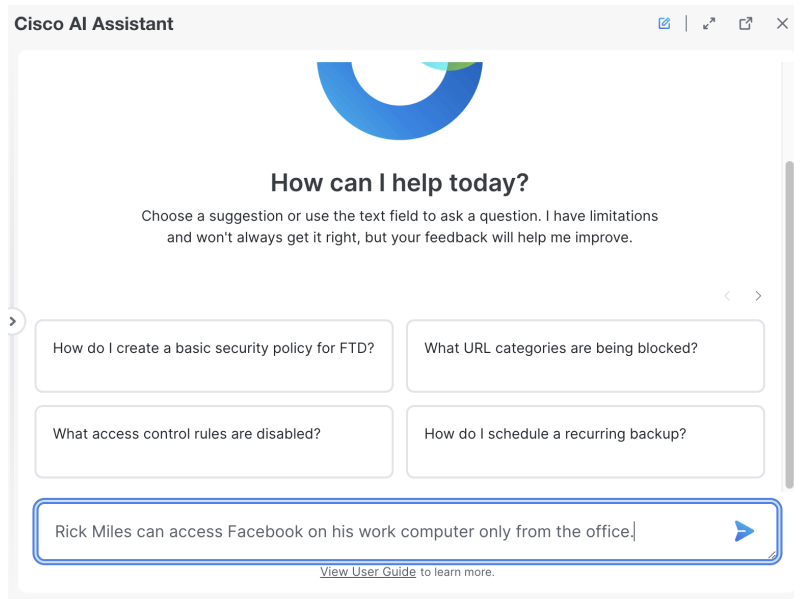 Cisco AI Assistant
How can I help today?
Choose a suggestion or use the text field to ask a question. I have limitations
and won't always get it right, but your feedback will help me improve.
How do I create a basic security policy for FTD?
What URL categories are being blocked?
What access control rules are disabled?
How do I schedule a recurring backup?
Rick Miles can access Facebook on his work computer only from the office.
View User Guide to learn more.